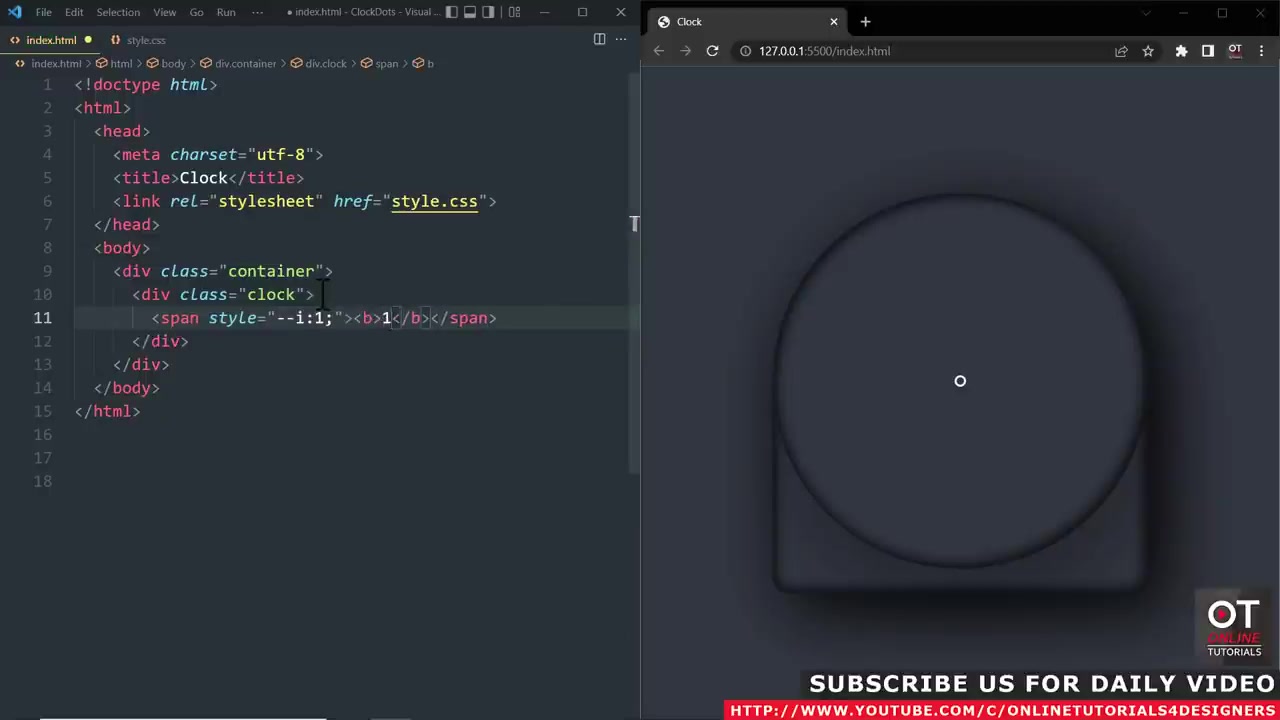 File Edit Selection View Go Run ··· ● index.html - ClockDots - Visual ...
index.html ● style.css
index.html > html > body > div.container > div.clock > span > b
1 <!doctype html>
2 <html>
3 <head>
4 <meta charset="utf-8">
5 <title>Clock</title>
6 <link rel="stylesheet" href="style.css">
7 </head>
8 <body>
9 <div class="container">
10 <div class="clock">
11 <span style="--i:1;"><b>1</b></span>
12 </div>
13 </div>
14 </body>
15 </html>
16
17
18
Clock
127.0.0.1:5500/index.html
OT
OT
ONLINE
TUTORIALS
SUBSCRIBE US FOR DAILY VIDEO
HTTP://WWW.YOUTUBE.COM/C/ONLINETUTORIALS4DESIGNERS